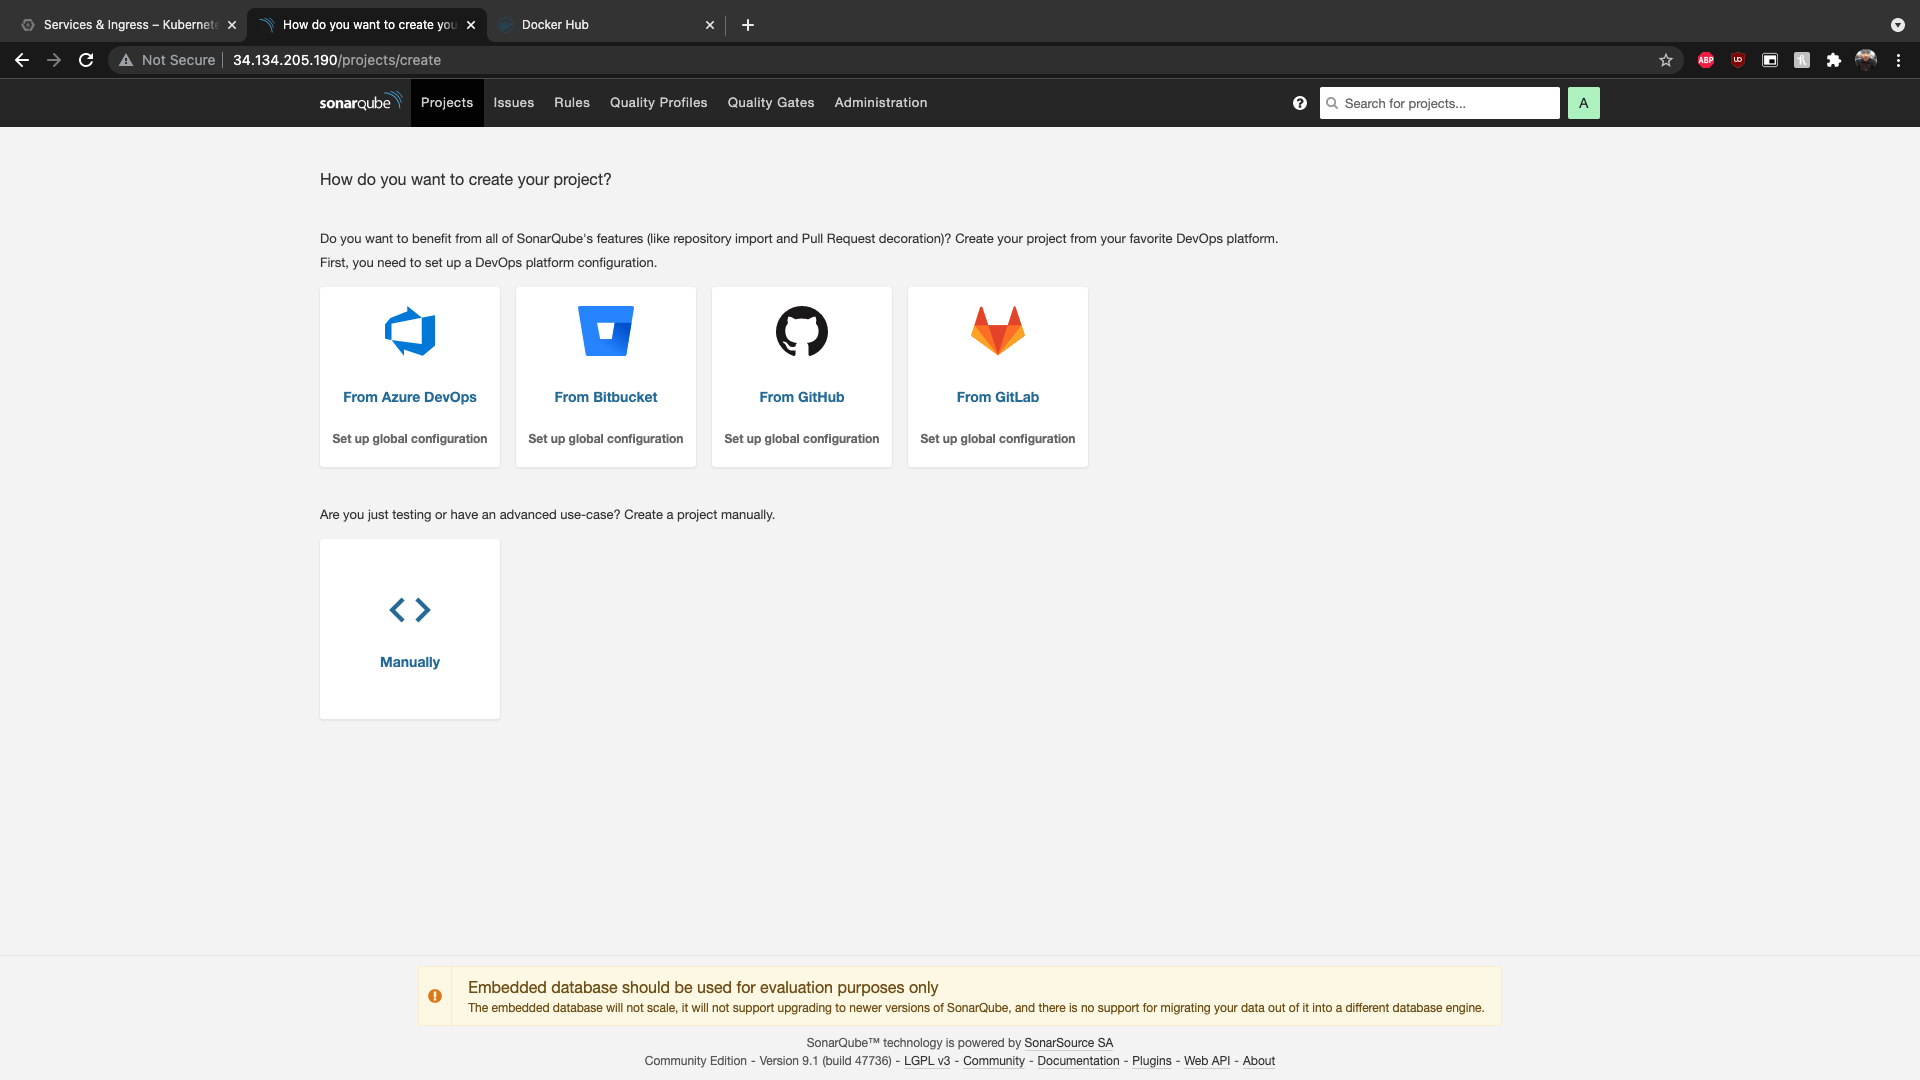 Services & Ingress – Kubernete
How do you want to create you
Docker Hub
Not Secure
34.134.205.190/projects/create
ABP
sonarqube
Projects
Issues
Rules
Quality Profiles
Quality Gates
Administration
Search for projects...
A
How do you want to create your project?
Do you want to benefit from all of SonarQube's features (like repository import and Pull Request decoration)? Create your project from your favorite DevOps platform.
First, you need to set up a DevOps platform configuration.
From Azure DevOps
From Bitbucket
From GitHub
From GitLab
Set up global configuration
Set up global configuration
Set up global configuration
Set up global configuration
Are you just testing or have an advanced use-case? Create a project manually.
Manually
Embedded database should be used for evaluation purposes only
The embedded database will not scale, it will not support upgrading to newer versions of SonarQube, and there is no support for migrating your data out of it into a different database engine.
SonarQube™ technology is powered by SonarSource SA
Community Edition - Version 9.1 (build 47736) - LGPL v3 - Community - Documentation - Plugins - Web API - About